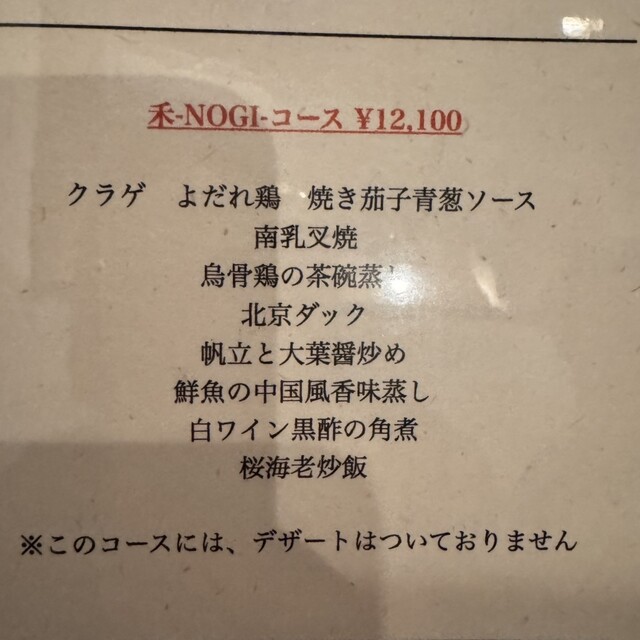 禾-NOGI-コース ¥12,100
クラゲ　よだれ鶏　焼き茄子青葱ソース
南乳叉焼
烏骨鶏の茶碗蒸し
北京ダック
帆立と大葉醤炒め
鮮魚の中国風香味蒸し
白ワイン黒酢の角煮
桜海老炒飯
※このコースには、デザートはついておりません